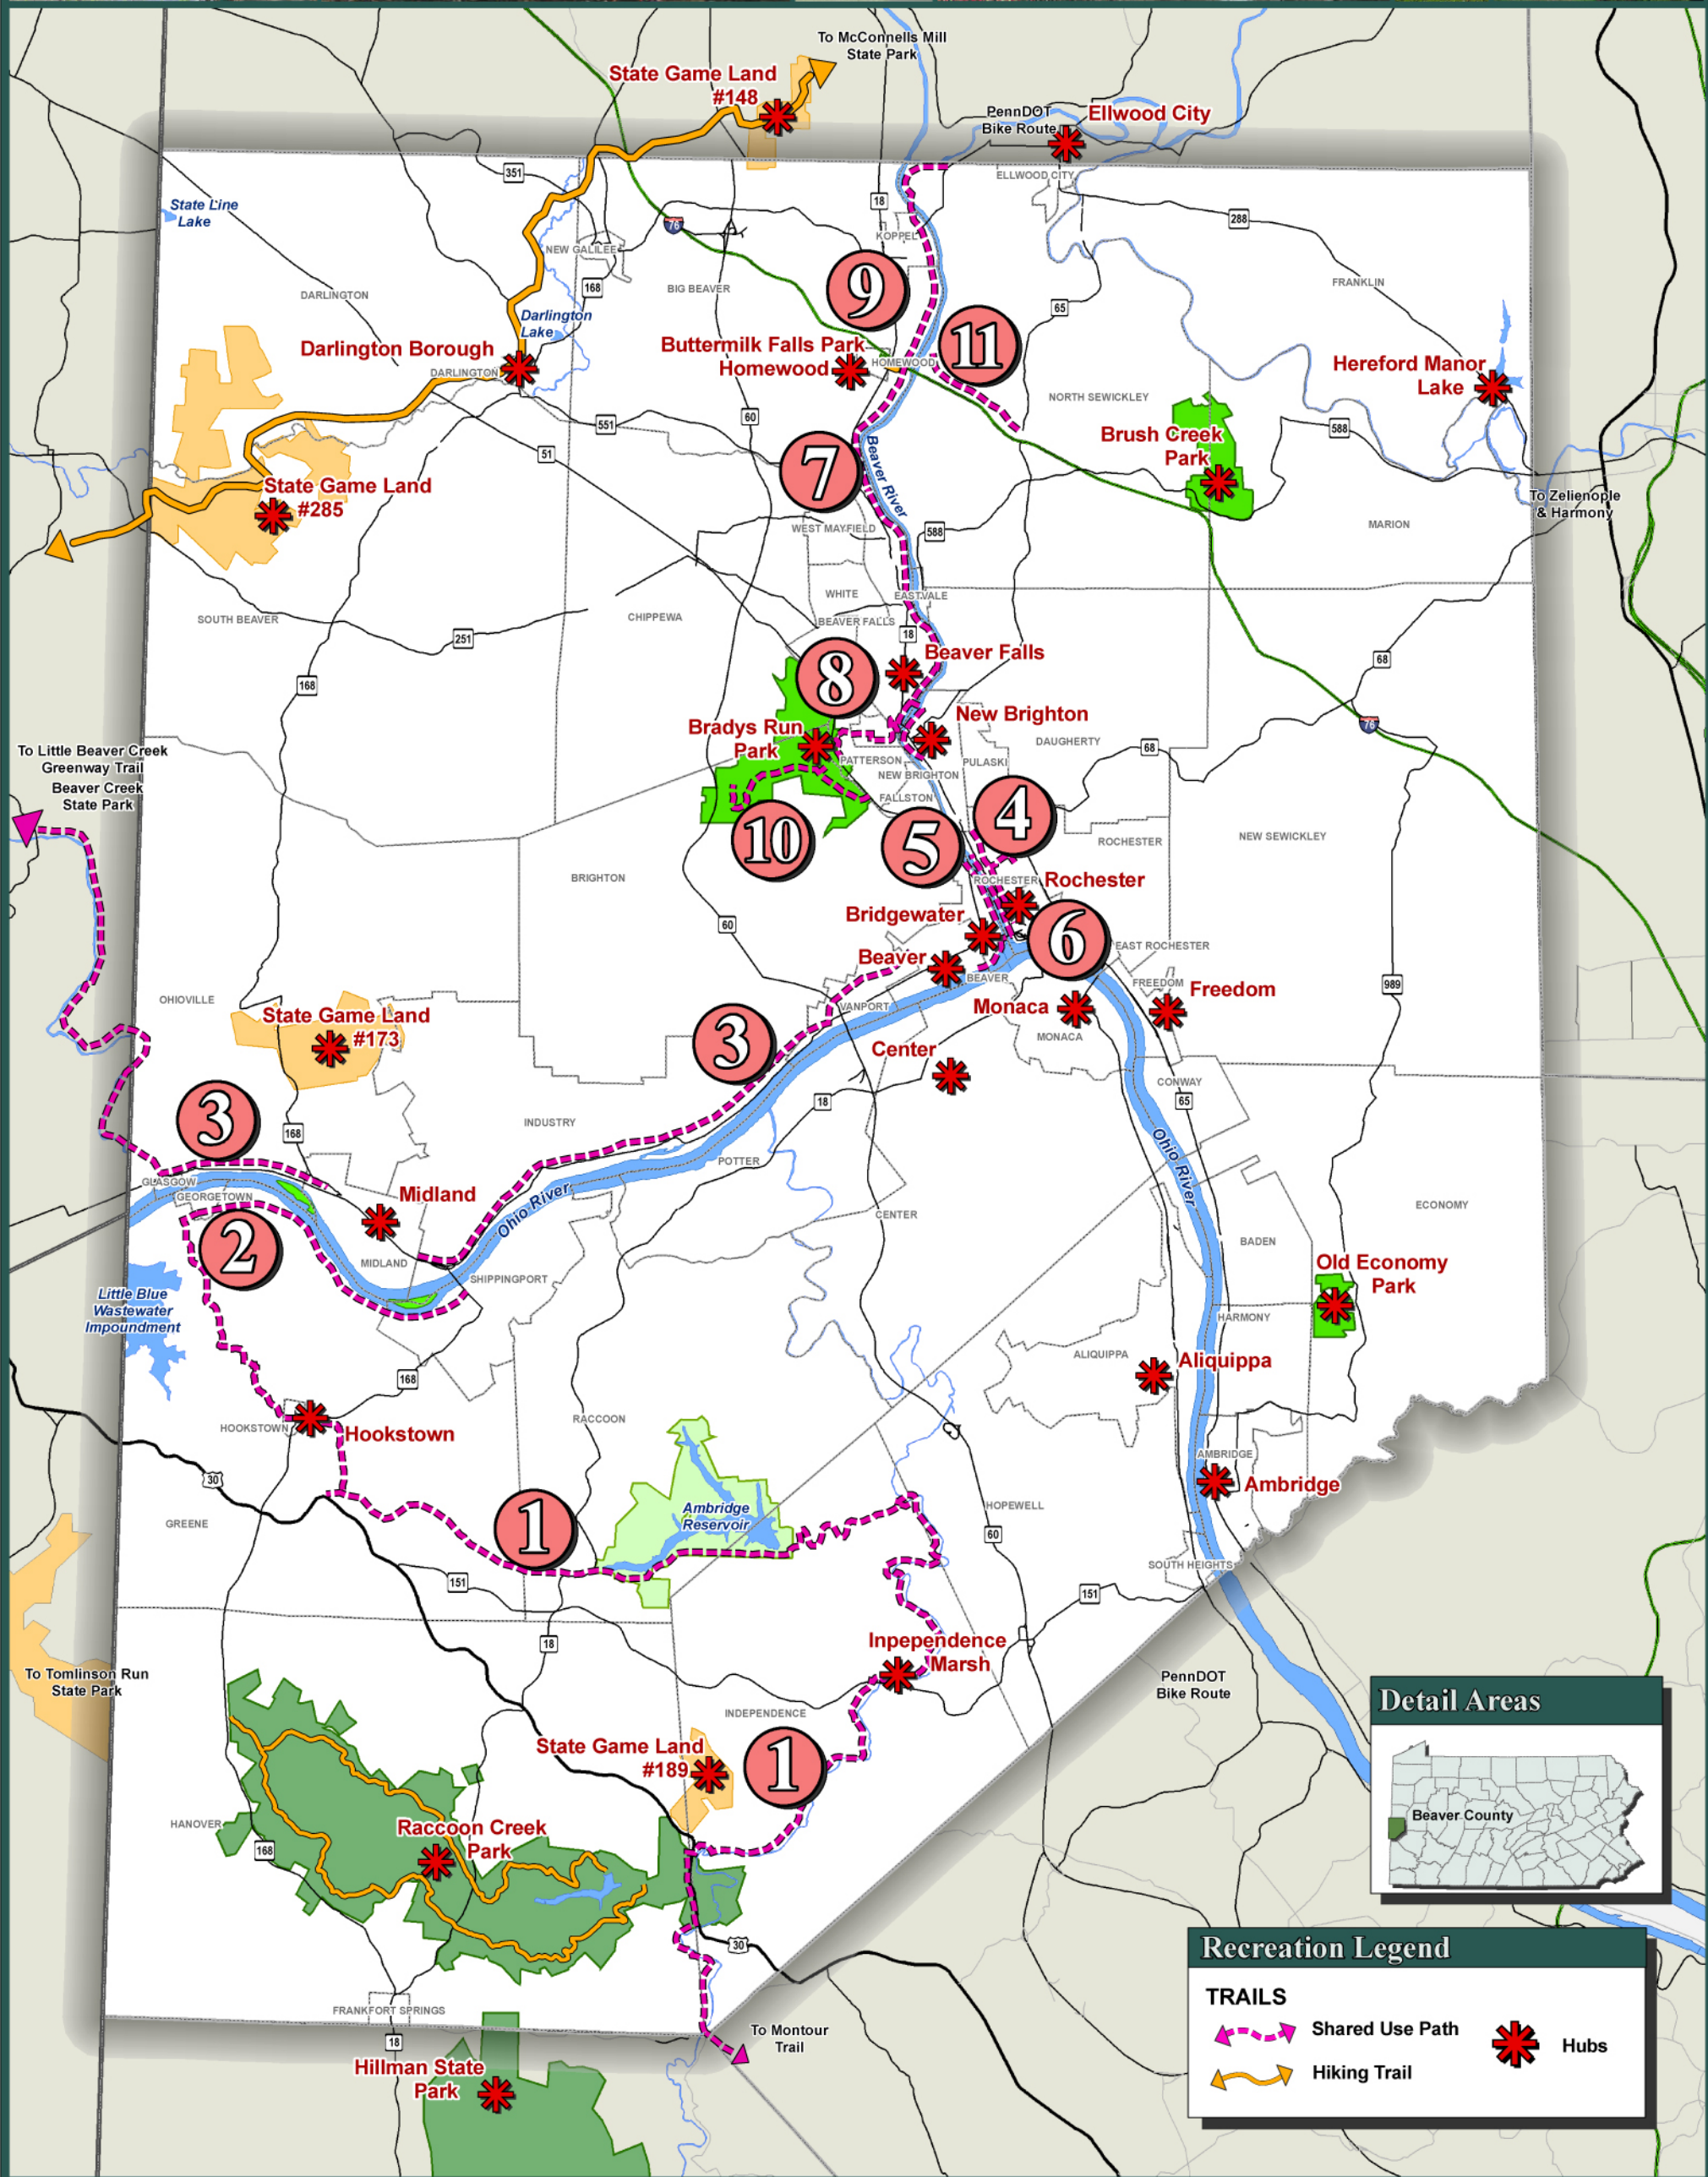 To McConnells Mill
State Park
State Game Land
#148
PennDOT
Bike Route
Ellwood City
351
ELLWOOD CITY
18
State Line
Lake
288
76
KOPPEL
NEW GALILEE
9
168
BIG BEAVER
FRANKLIN
DARLINGTON
65
Darlington
Lake
11
Darlington Borough
Buttermilk Falls Park
Homewood
HOMEWOOD
Hereford Manor
Lake
DARLINGTON
NORTH SEWICKLEY
60
551
588
Brush Creek
Park
51
7
Beaver River
State Game Land
#285
To Zelienople
& Harmony
WEST MAYFIELD
588
MARION
WHITE
EASTVALE
SOUTH BEAVER
CHIPPEWA
BEAVER FALLS
251
18
Beaver Falls
68
8
168
New Brighton
Bradys Run
Park
76
To Little Beaver Creek
Greenway Trail
Beaver Creek
State Park
DAUGHERTY
68
PATTERSON
PULASKI
NEW BRIGHTON
FALLSTON
4
10
5
ROCHESTER
NEW SEWICKLEY
BRIGHTON
ROCHESTER
Rochester
Bridgewater
60
6
EAST ROCHESTER
Beaver
BEAVER
FREEDOM
989
Freedom
OHIOVILLE
VANPORT
Monaca
State Game Land
#173
MONACA
3
Center
CONWAY
18
65
3
INDUSTRY
168
Ohio River
POTTER
GLASGOW
GEORGETOWN
Midland
Ohio River
ECONOMY
CENTER
2
BADEN
MIDLAND
SHIPPINGPORT
Old Economy
Park
Little Blue
Wastewater
Impoundment
HARMONY
ALIQUIPPA
Aliquippa
168
RACCOON
HOOKSTOWN
Hookstown
AMBRIDGE
30
Ambridge
Ambridge
Reservoir
HOPEWELL
GREENE
1
60
SOUTH HEIGHTS
151
151
18
Inpependence
Marsh
To Tomlinson Run
State Park
PennDOT
Bike Route
Detail Areas
INDEPENDENCE
State Game Land
#189
1
Beaver County
HANOVER
Raccoon Creek
Park
168
30
Recreation Legend
TRAILS
FRANKFORT SPRINGS
Shared Use Path
Hubs
To Montour
Trail
18
Hillman State
Park
Hiking Trail